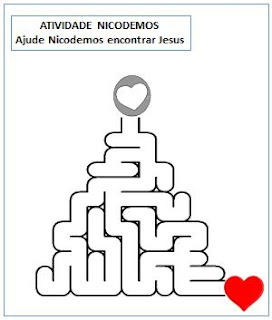 ATIVIDADE NICODEMOS
Ajude Nicodemos encontrar Jesus